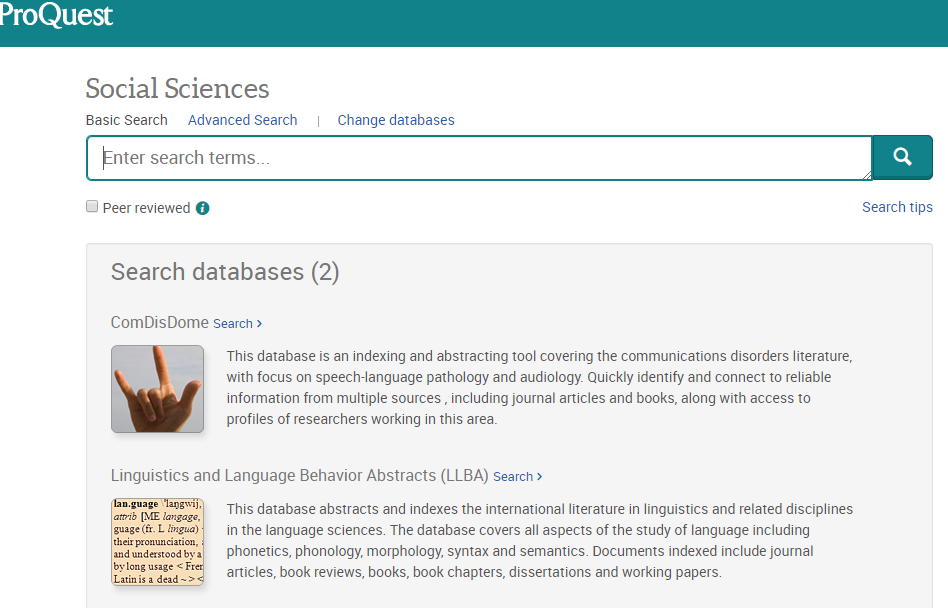 ProQuest
Social Sciences
Basic Search Advanced Search | Change databases
Enter search terms...
Peer reviewed i
Search tips
Search databases (2)
ComDisDome Search ›
This database is an indexing and abstracting tool covering the communications disorders literature,
with focus on speech-language pathology and audiology. Quickly identify and connect to reliable
information from multiple sources , including journal articles and books, along with access to
profiles of researchers working in this area.
Linguistics and Language Behavior Abstracts (LLBA) Search ›
lan.guage \'laŋgwij,
attrib [ME langage,
guage (fr. L lingua)
their pronunciation,
and understood by a
by long usage < Fren
Latin is a dead ~> <
This database abstracts and indexes the international literature in linguistics and related disciplines
in the language sciences. The database covers all aspects of the study of language including
phonetics, phonology, morphology, syntax and semantics. Documents indexed include journal
articles, book reviews, books, book chapters, dissertations and working papers.